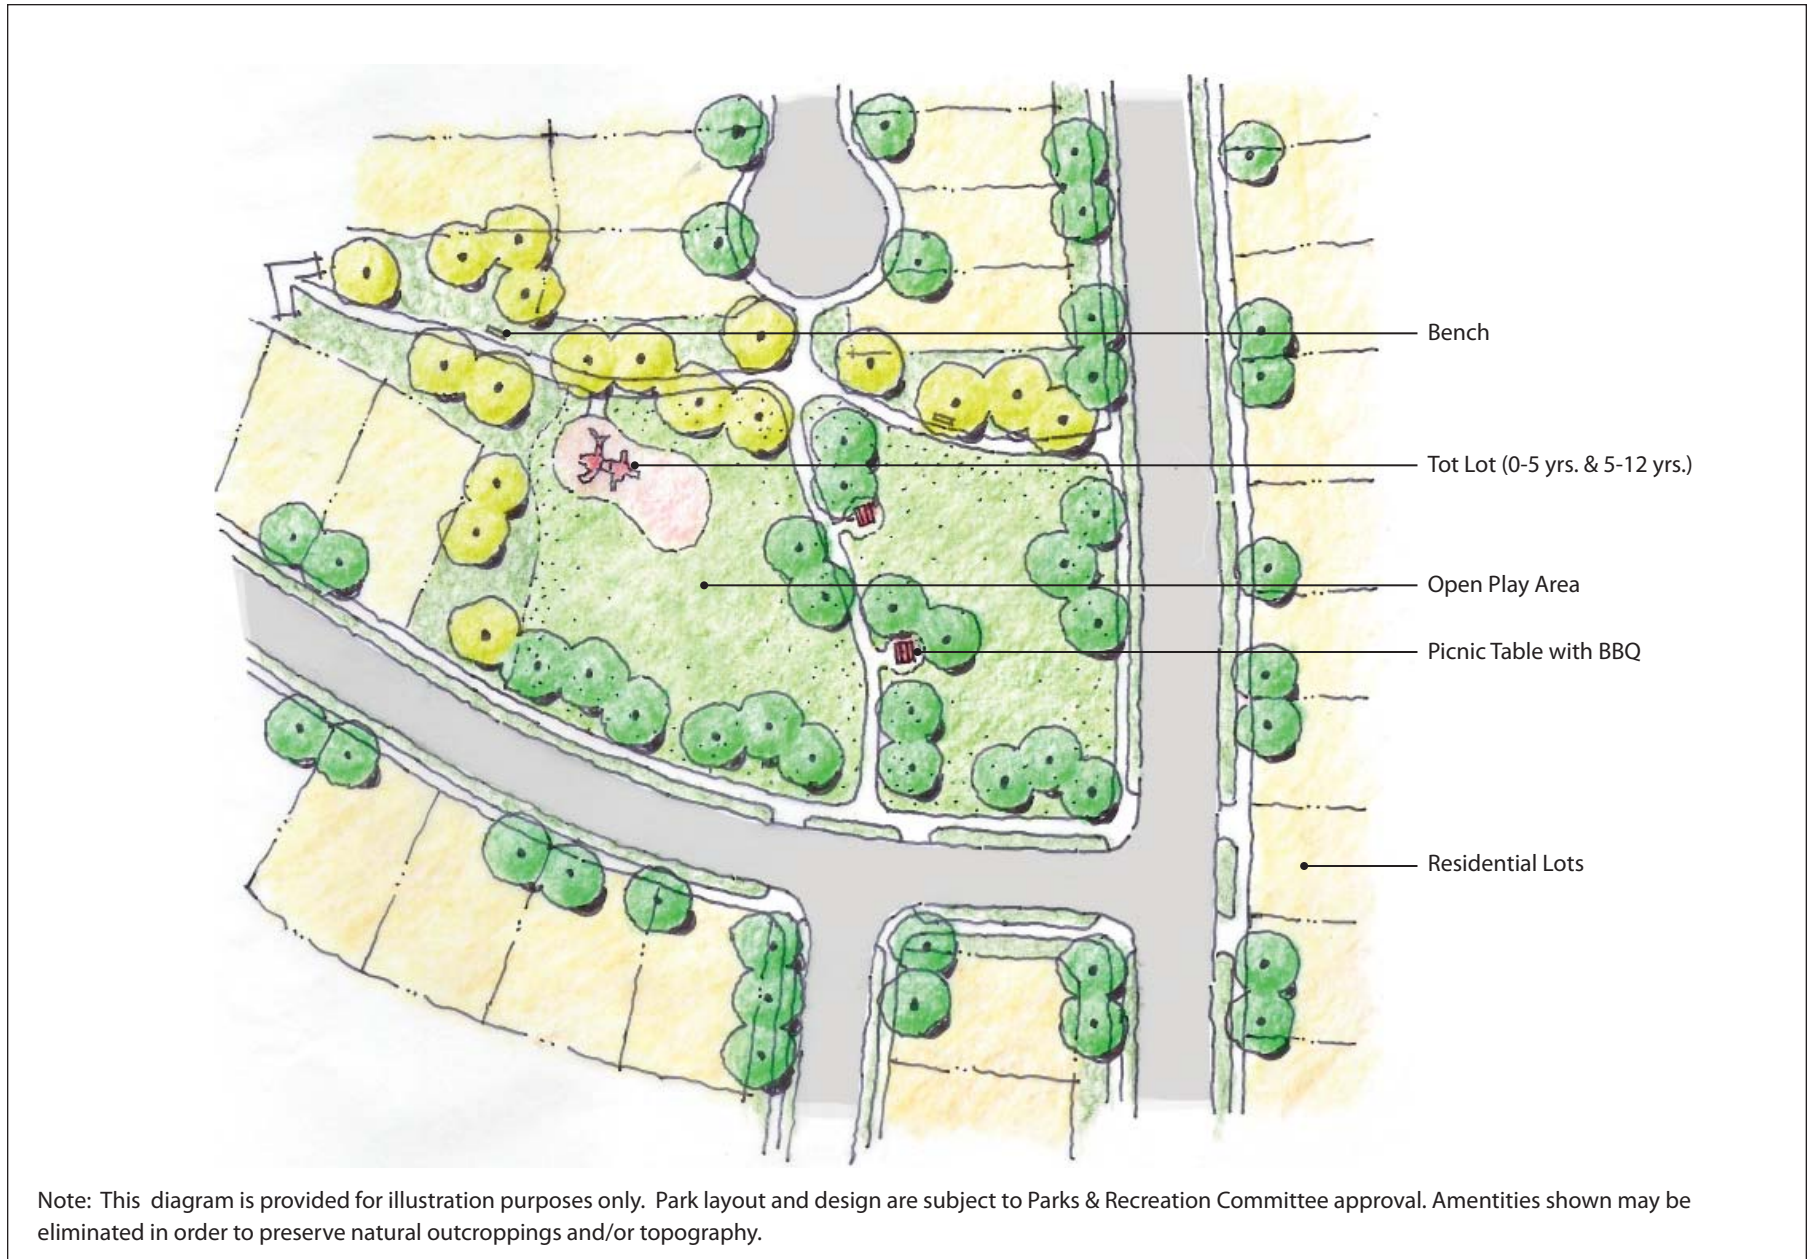 Bench
Tot Lot (0-5 yrs. & 5-12 yrs.)
Open Play Area
Picnic Table with BBQ
Residential Lots
Note:  This  diagram is provided for illustration purposes only.  Park layout and design are subject to Parks & Recreation Committee approval. Amentities shown may be
eliminated in order to preserve natural outcroppings and/or topography.